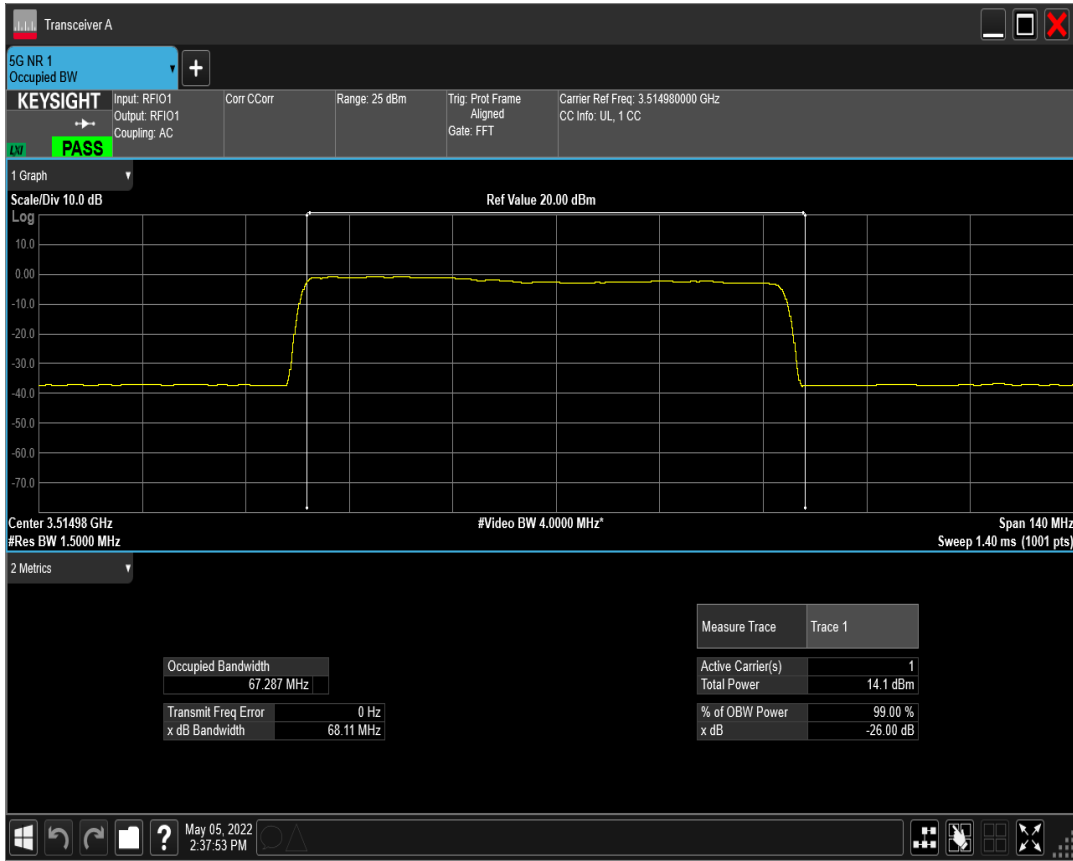 Transceiver A
5G NR 1
Occupied BW
KEYSIGHT
LXI
PASS
Input: RFIO1
Output: RFIO1
Coupling: AC
Corr CCorr
Range: 25 dBm
Trig: Prot Frame
Aligned
Gate: FFT
Carrier Ref Freq: 3.514980000 GHz
CC Info: UL, 1 CC
1 Graph
Scale/Div 10.0 dB
Ref Value 20.00 dBm
Log
10.0
0.00
-10.0
-20.0
-30.0
-40.0
-50.0
-60.0
-70.0
Center 3.51498 GHz
#Video BW 4.0000 MHz*
Span 140 MHz
#Res BW 1.5000 MHz
Sweep 1.40 ms (1001 pts)
2 Metrics
Measure Trace Trace 1
Occupied Bandwidth
67.287 MHz
Active Carrier(s) 1
Total Power 14.1 dBm
Transmit Freq Error 0 Hz
x dB Bandwidth 68.11 MHz
% of OBW Power 99.00 %
x dB -26.00 dB
May 05, 2022
2:37:53 PM